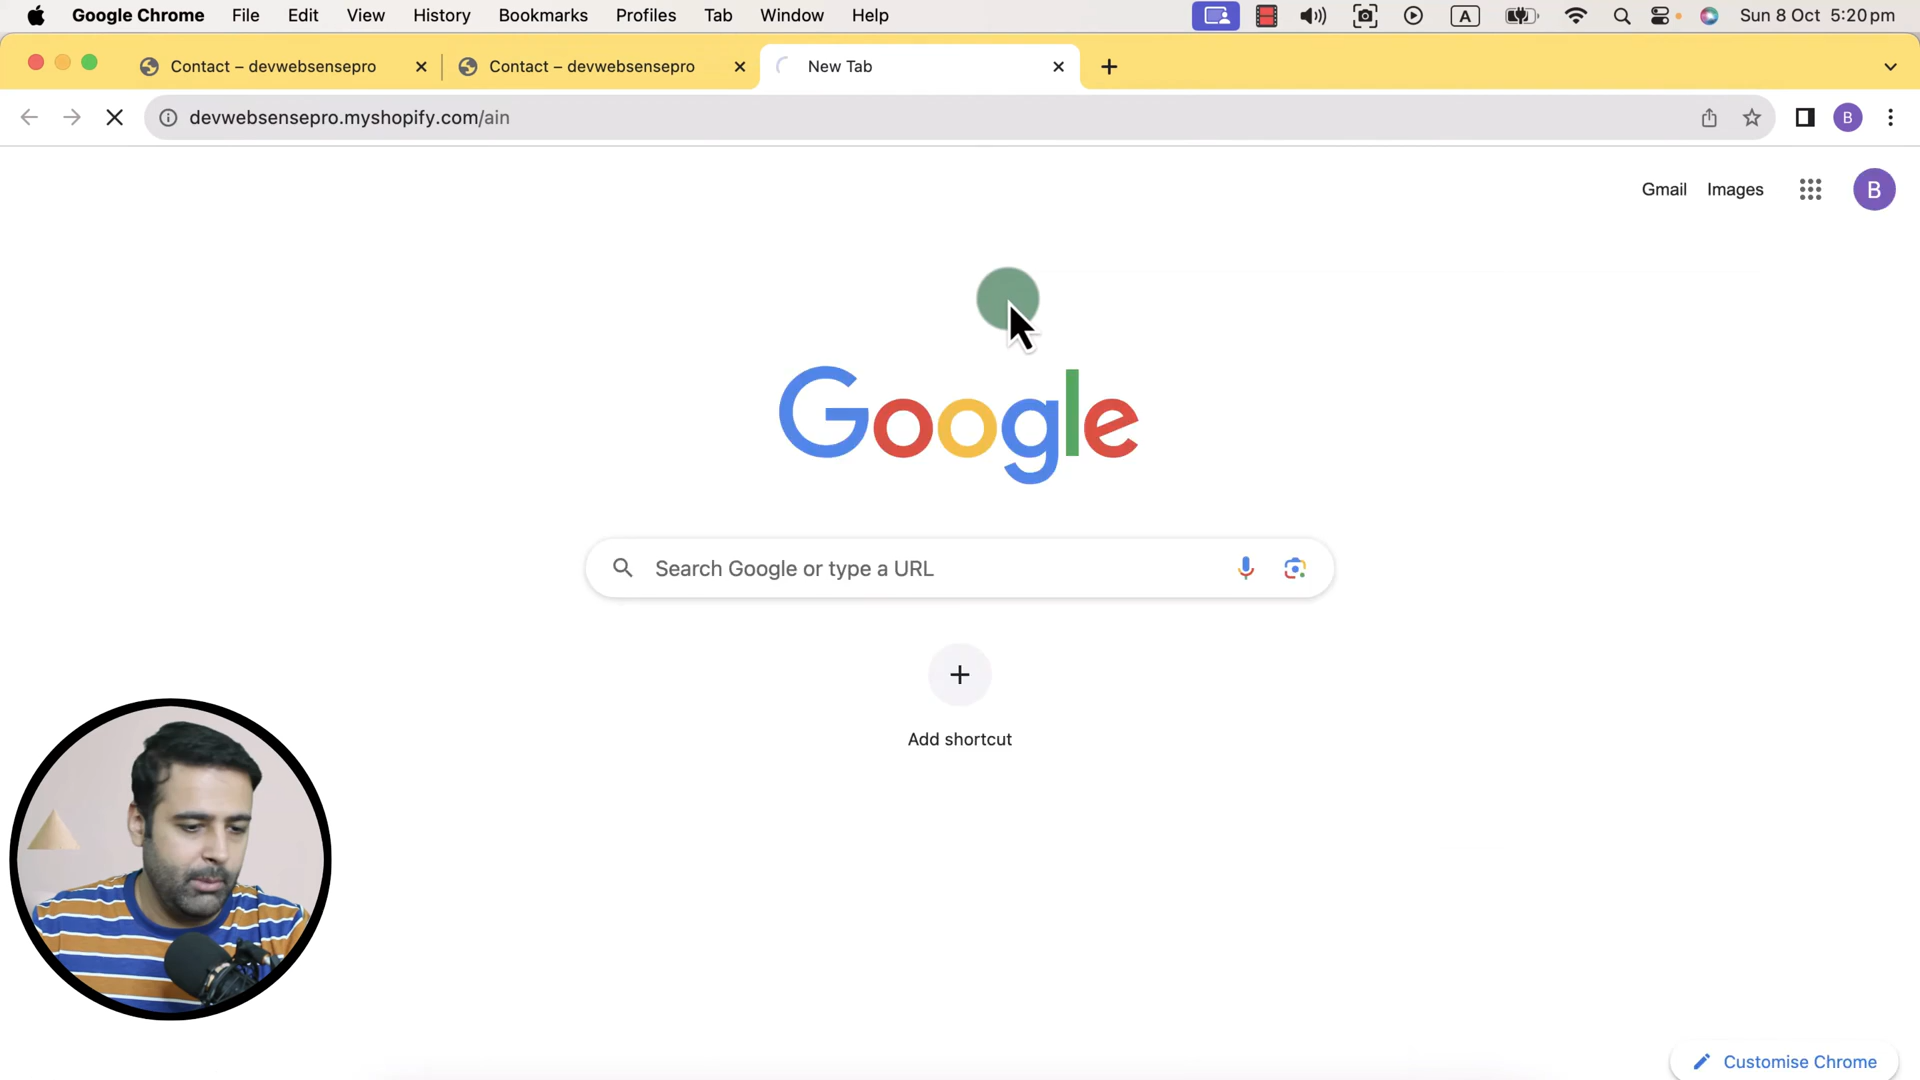 Google Chrome File Edit View History Bookmarks Profiles Tab Window Help A Sun 8 Oct 5:20 pm
Contact – devwebsensepro Contact – devwebsensepro New Tab
devwebsensepro.myshopify.com/ain B
Gmail Images B
Google
Search Google or type a URL
Add shortcut
Customise Chrome